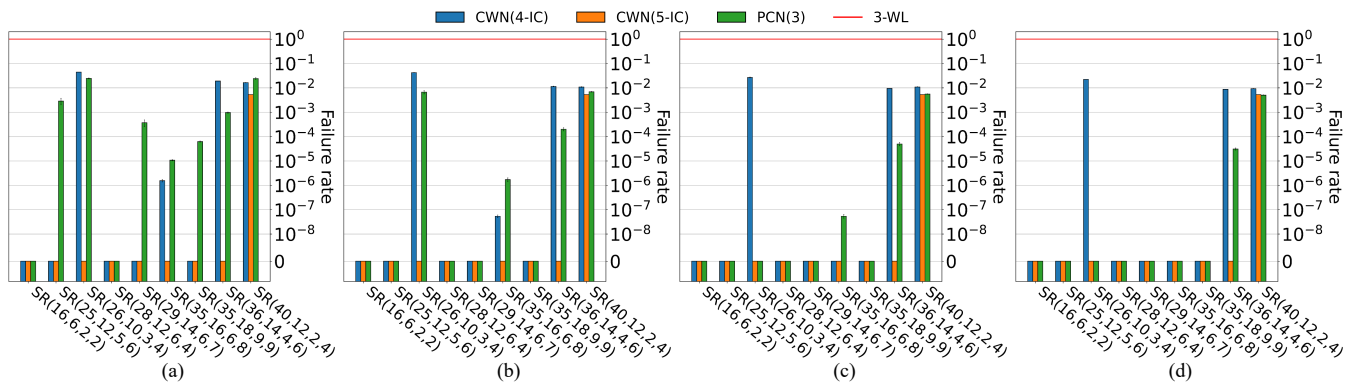 CWN(4-IC) CWN(5-IC) PCN(3) 3-WL
10^0
10^-1
10^-2
10^-3
10^-4
10^-5
10^-6
10^-7
10^-8
0
Failure rate
SR(16,6,2,2)
SR(25,12,5,6)
SR(26,10,3,4)
SR(28,12,6,4)
SR(29,14,6,7)
SR(35,16,6,8)
SR(35,18,9,9)
SR(36,14,4,6)
SR(40,12,2,4)
(a)
10^0
10^-1
10^-2
10^-3
10^-4
10^-5
10^-6
10^-7
10^-8
0
Failure rate
SR(16,6,2,2)
SR(25,12,5,6)
SR(26,10,3,4)
SR(28,12,6,4)
SR(29,14,6,7)
SR(35,16,6,8)
SR(35,18,9,9)
SR(36,14,4,6)
SR(40,12,2,4)
(b)
10^0
10^-1
10^-2
10^-3
10^-4
10^-5
10^-6
10^-7
10^-8
0
Failure rate
SR(16,6,2,2)
SR(25,12,5,6)
SR(26,10,3,4)
SR(28,12,6,4)
SR(29,14,6,7)
SR(35,16,6,8)
SR(35,18,9,9)
SR(36,14,4,6)
SR(40,12,2,4)
(c)
10^0
10^-1
10^-2
10^-3
10^-4
10^-5
10^-6
10^-7
10^-8
0
Failure rate
SR(16,6,2,2)
SR(25,12,5,6)
SR(26,10,3,4)
SR(28,12,6,4)
SR(29,14,6,7)
SR(35,16,6,8)
SR(35,18,9,9)
SR(36,14,4,6)
SR(40,12,2,4)
(d)